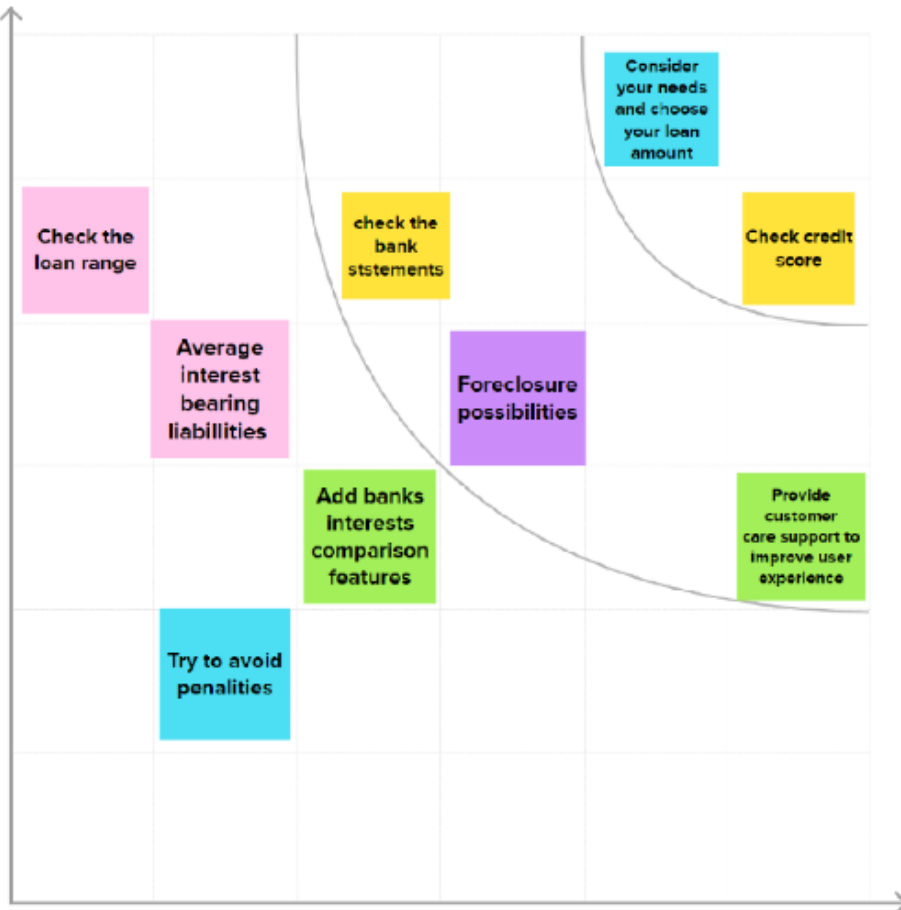 Consider
your needs
and choose
your loan
amount
Check the
loan range
check the
bank
ststements
Check credit
score
Average
interest
bearing
liabillities
Foreclosure
possibilities
Add banks
interests
comparison
features
Provide
customer
care support to
improve user
experience
Try to avoid
penalities